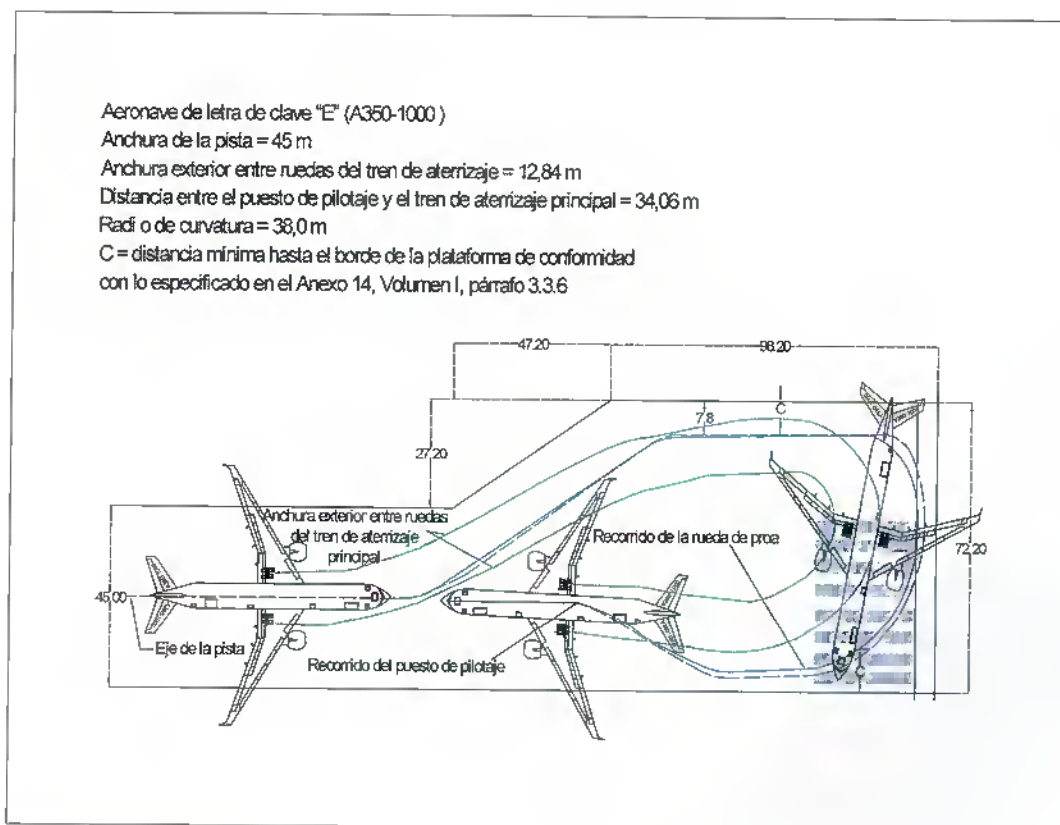 Aeronave de letra de clave "E" (A350-1000 )
Anchura de la pista = 45 m
Anchura exterior entre ruedas del tren de aterrizaje = 12,84 m
Distancia entre el puesto de pilotaje y el tren de aterrizaje principal = 34,06 m
Radi o de curvatura = 38,0 m
C = distancia mínima hasta el borde de la plataforma de conformidad
con lo especificado en el Anexo 14, Volumen I, párrafo 3.3.6
47.20
98.20
C
7,8
27.20
Anchura exterior entre ruedas
del tren de aterrizaje
principal
Recorrido de la rueda de proa
72,20
45.00
Eje de la pista
Recorrido del puesto de pilotaje
C